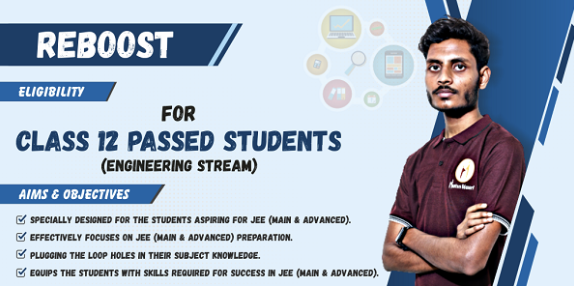 REBOOST
ELIGIBILITY
FOR
CLASS 12 PASSED STUDENTS
(ENGINEERING STREAM)
AIMS & OBJECTIVES
SPECIALLY DESIGNED FOR THE STUDENTS ASPIRING FOR JEE (MAIN & ADVANCED).
EFFECTIVELY FOCUSES ON JEE (MAIN & ADVANCED) PREPARATION.
PLUGGING THE LOOP HOLES IN THEIR SUBJECT KNOWLEDGE.
EQUIPS THE STUDENTS WITH SKILLS REQUIRED FOR SUCCESS IN JEE (MAIN & ADVANCED).